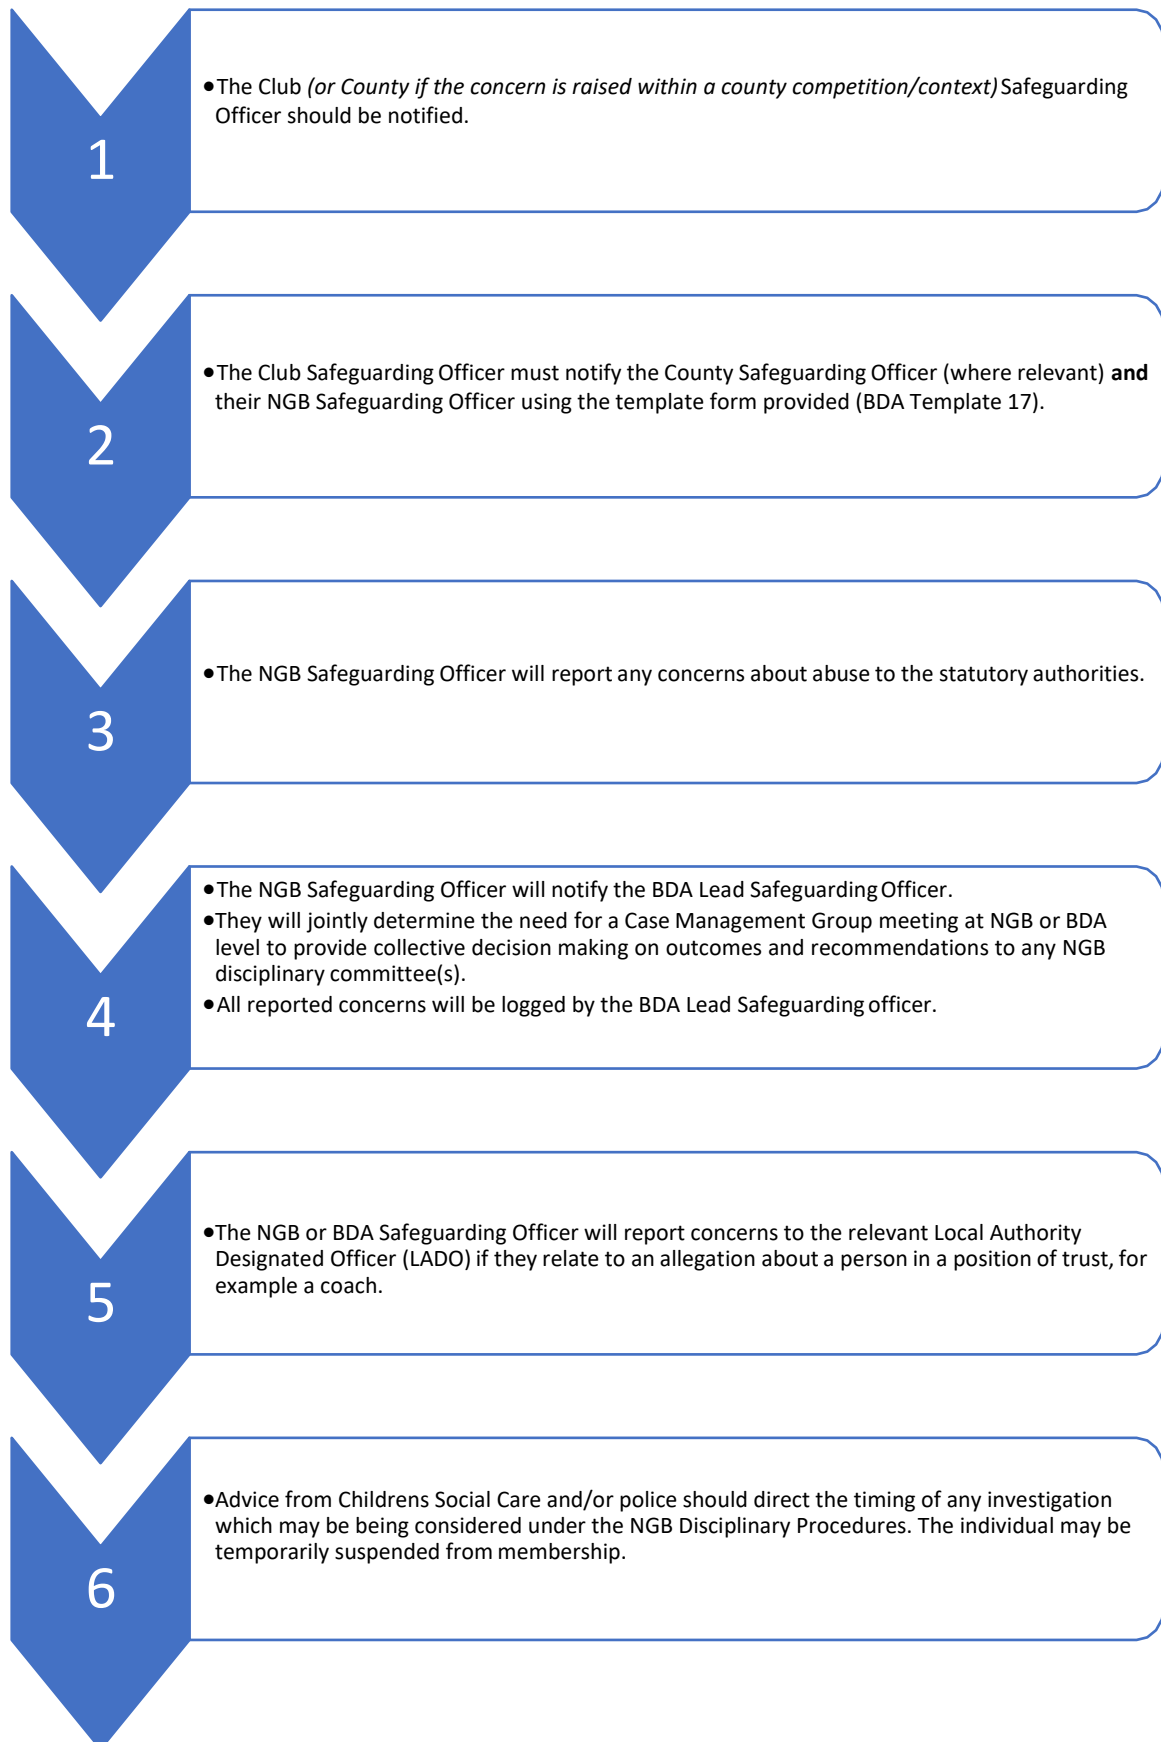 1
•The Club (or County if the concern is raised within a county competition/context) Safeguarding
Officer should be notified.
2
•The Club Safeguarding Officer must notify the County Safeguarding Officer (where relevant) and
their NGB Safeguarding Officer using the template form provided (BDA Template 17).
3
•The NGB Safeguarding Officer will report any concerns about abuse to the statutory authorities.
4
•The NGB Safeguarding Officer will notify the BDA Lead Safeguarding Officer.
•They will jointly determine the need for a Case Management Group meeting at NGB or BDA
level to provide collective decision making on outcomes and recommendations to any NGB
disciplinary committee(s).
•All reported concerns will be logged by the BDA Lead Safeguarding officer.
5
•The NGB or BDA Safeguarding Officer will report concerns to the relevant Local Authority
Designated Officer (LADO) if they relate to an allegation about a person in a position of trust, for
example a coach.
6
•Advice from Childrens Social Care and/or police should direct the timing of any investigation
which may be being considered under the NGB Disciplinary Procedures. The individual may be
temporarily suspended from membership.